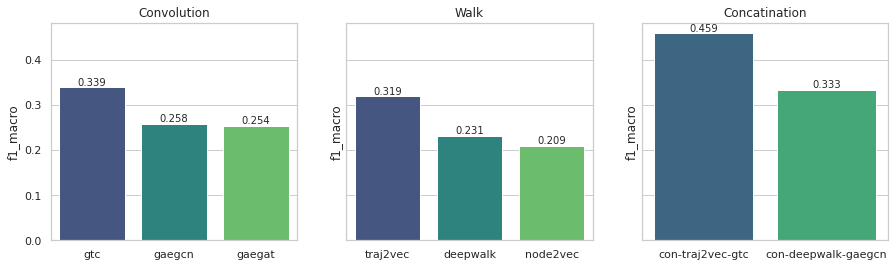 Convolution
f1_macro
0.4
0.3
0.2
0.1
0.0
0.339
0.258
0.254
gtc
gaegcn
gaegat
Walk
f1_macro
0.319
0.231
0.209
traj2vec
deepwalk
node2vec
Concatination
f1_macro
0.459
0.333
con-traj2vec-gtc
con-deepwalk-gaegcn